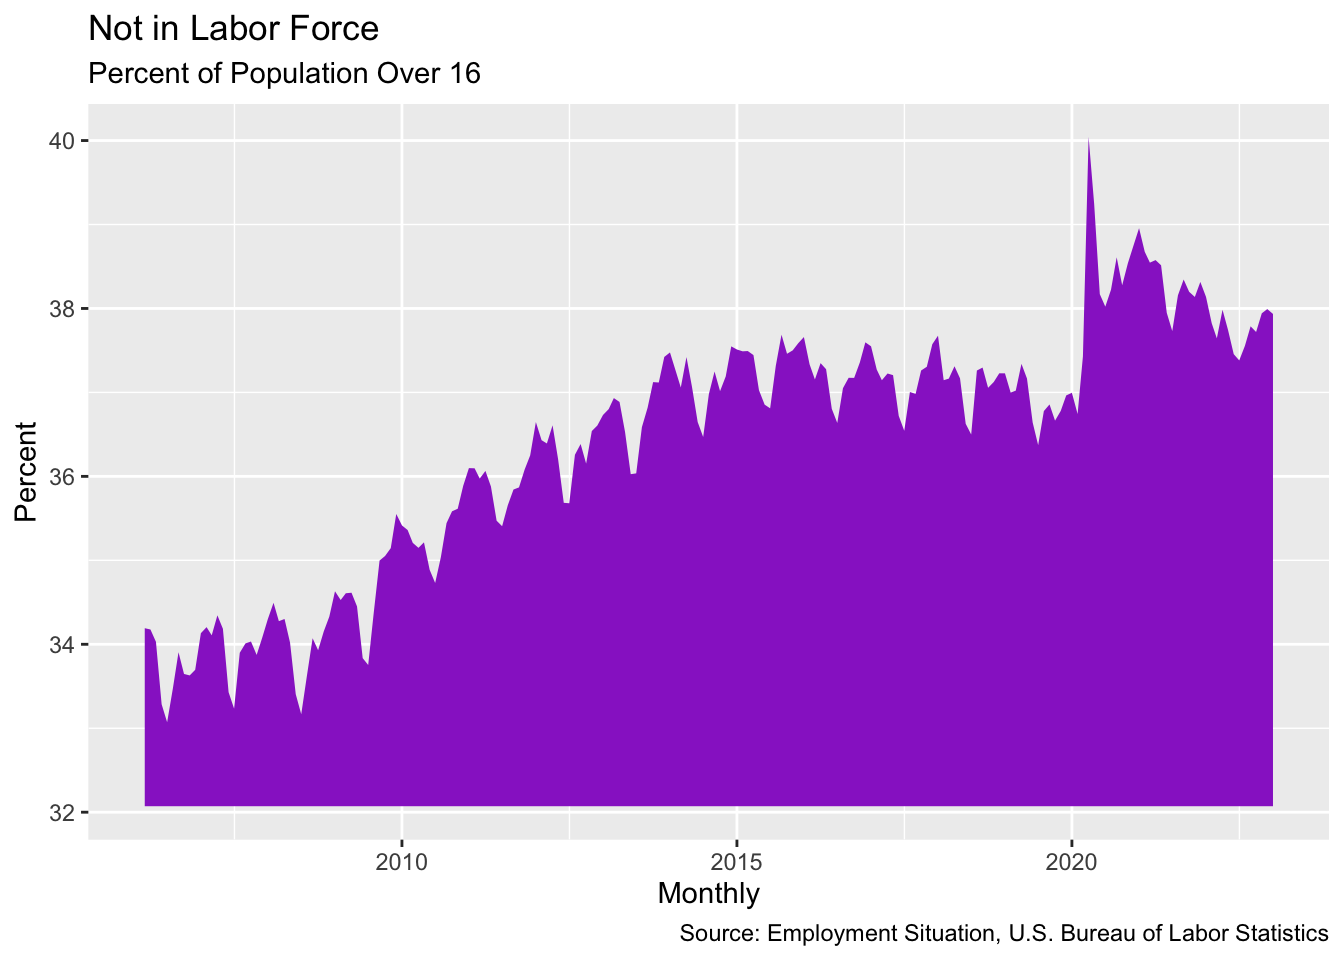 Not in Labor Force
Percent of Population Over 16
40
38
36
34
32
Percent
2010
2015
2020
Monthly
Source: Employment Situation, U.S. Bureau of Labor Statistics